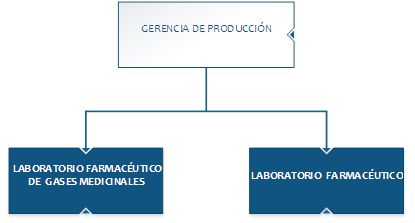 GERENCIA DE PRODUCCIÓN
LABORATORIO FARMACÉUTICO
DE GASES MEDICINALES
LABORATORIO FARMACÉUTICO